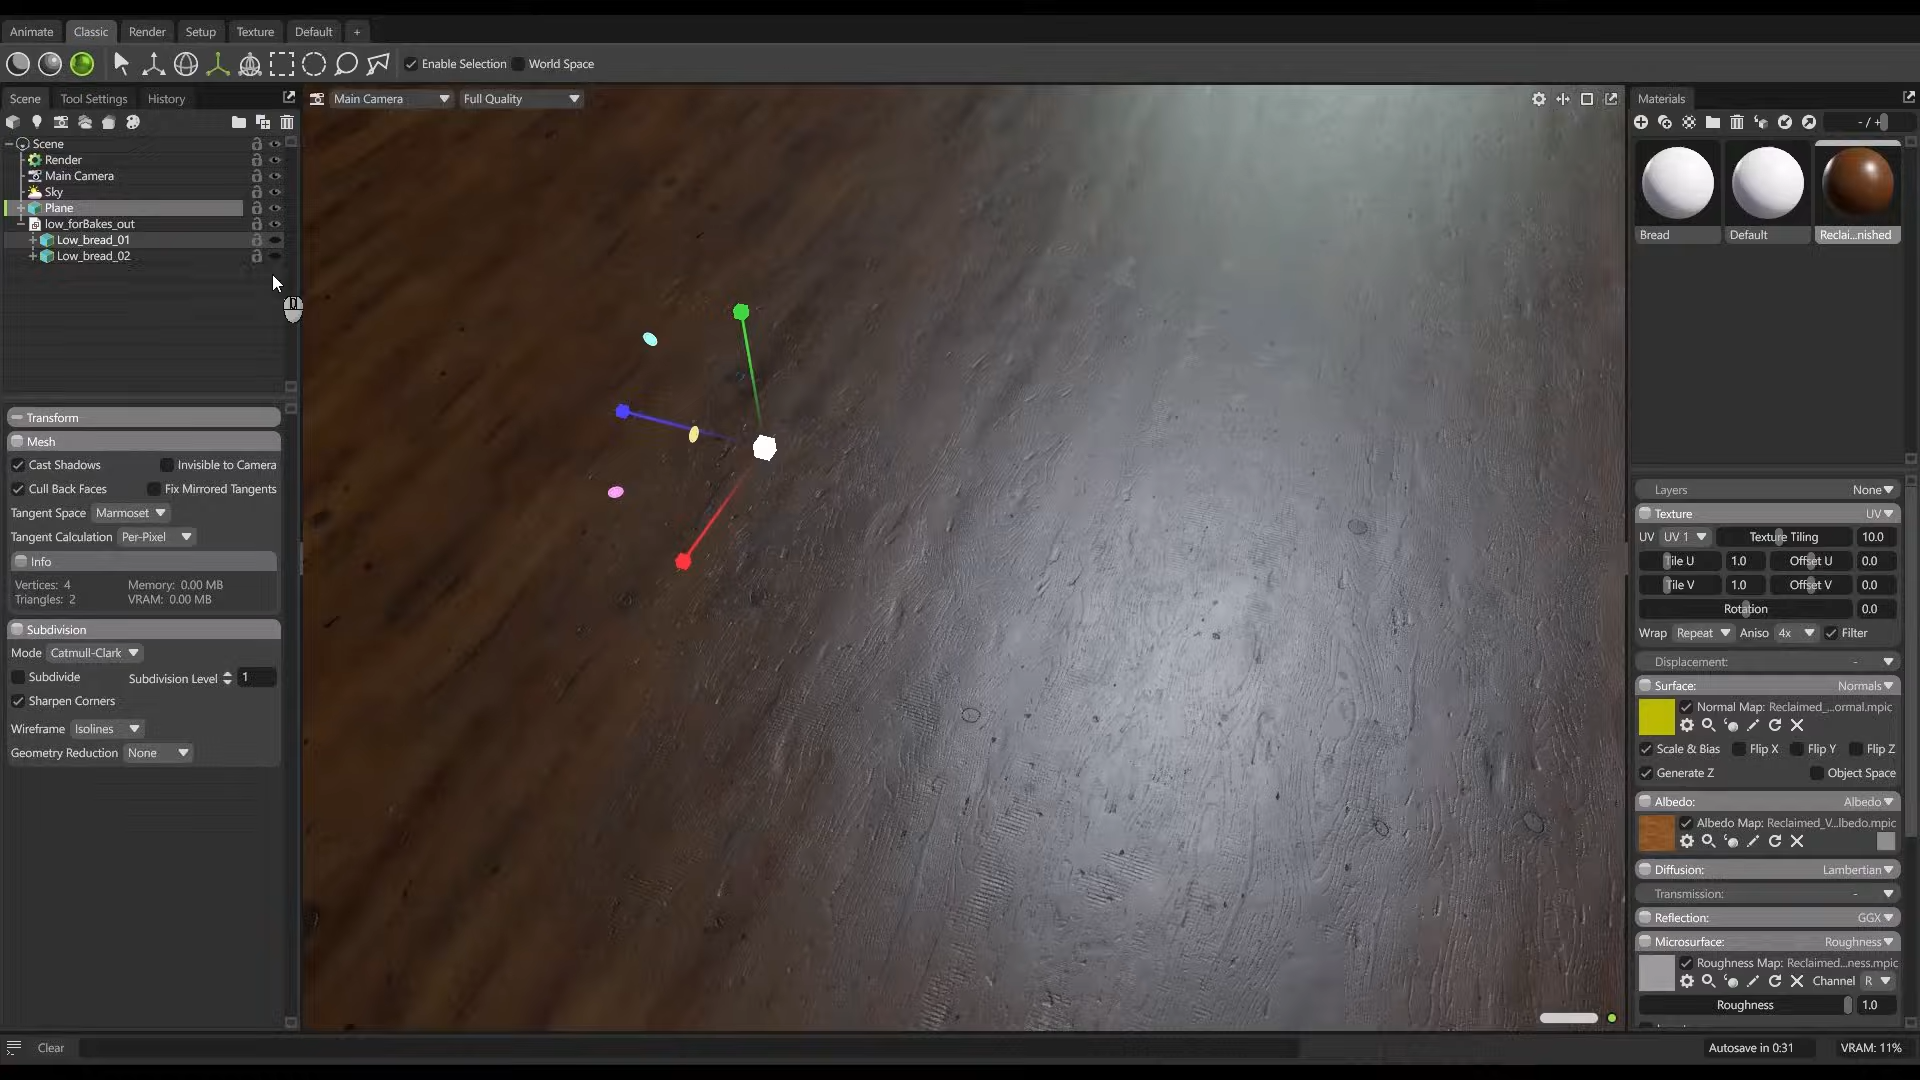 Animate Classic Render Setup Texture Default +
Enable Selection World Space
Scene Tool Settings History
Main Camera Full Quality
Materials
- / +
Scene
Render
Main Camera
Sky
Plane
low_forBakes_out
Low_bread_01
Low_bread_02
Bread Default Reclai...nished
Transform
Mesh
Cast Shadows Invisible to Camera
Cull Back Faces Fix Mirrored Tangents
Tangent Space Marmoset
Tangent Calculation Per-Pixel
Info
Vertices: 4 Memory: 0.00 MB
Triangles: 2 VRAM: 0.00 MB
Subdivision
Mode Catmull-Clark
Subdivide Subdivision Level 1
Sharpen Corners
Wireframe Isolines
Geometry Reduction None
Layers None
Texture UV
UV UV 1 Texture Tiling 10.0
Tile U 1.0 Offset U 0.0
Tile V 1.0 Offset V 0.0
Rotation 0.0
Wrap Repeat Aniso 4x Filter
Displacement: -
Surface: Normals
Normal Map: Reclaimed_...ormal.mpic
Scale & Bias Flip X Flip Y Flip Z
Generate Z Object Space
Albedo: Albedo
Albedo Map: Reclaimed_V...lbedo.mpic
Diffusion: Lambertian
Transmission: -
Reflection: GGX
Microsurface: Roughness
Roughness Map: Reclaimed...ness.mpic
Channel R
Roughness 1.0
Clear
Autosave in 0:31 VRAM: 11%